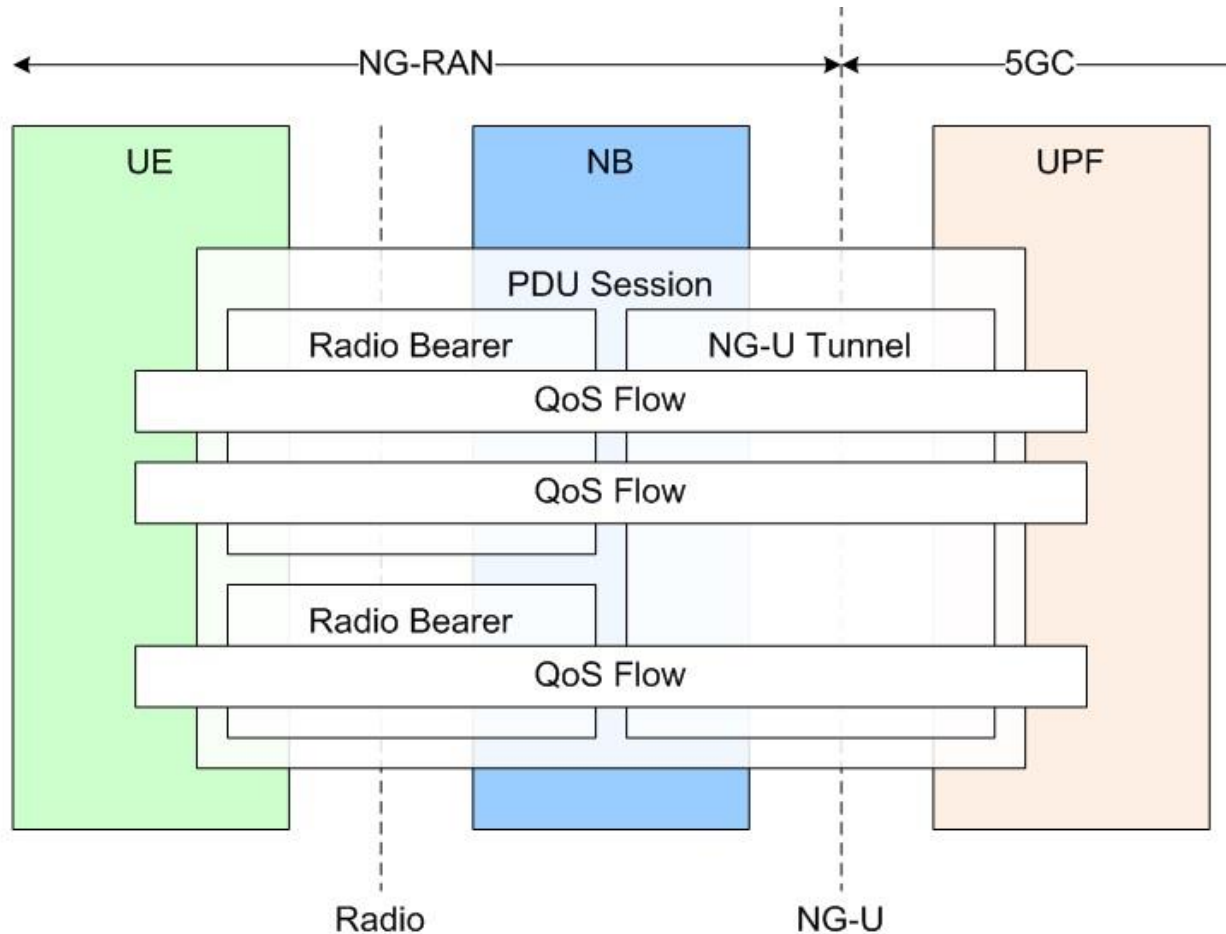 NG-RAN 5GC
UE NB UPF
PDU Session
Radio Bearer NG-U Tunnel
QoS Flow
QoS Flow
Radio Bearer
QoS Flow
Radio NG-U